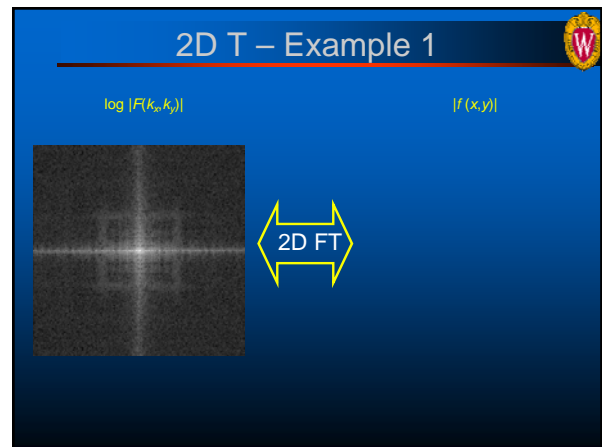 2D T – Example 1
W
log |F(kx,ky)|
|f (x,y)|
2D FT